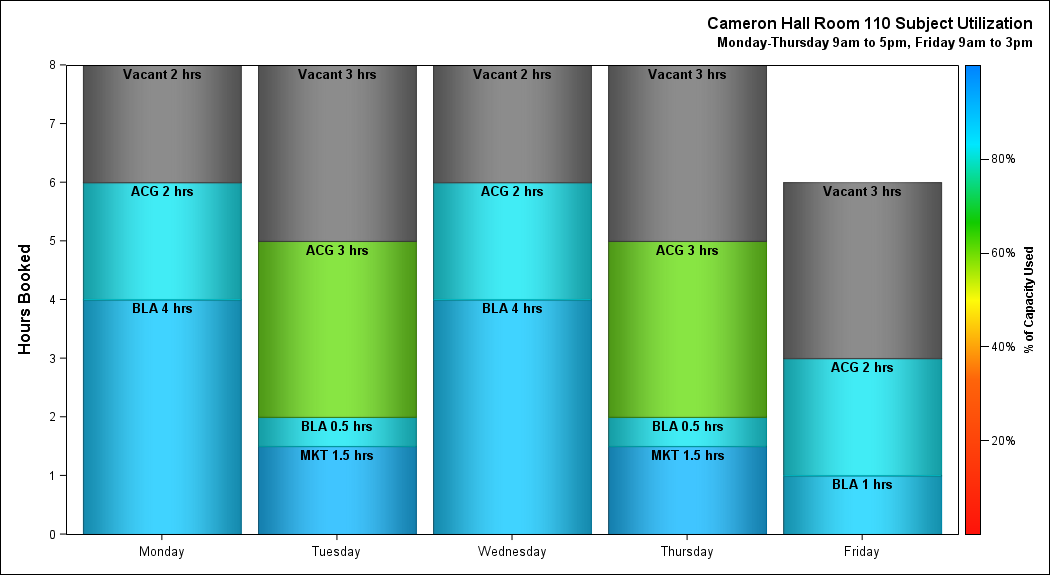 Cameron Hall Room 110 Subject Utilization
Monday-Thursday 9am to 5pm, Friday 9am to 3pm
Hours Booked
8
7
6
5
4
3
2
1
0
Vacant 2 hrs
ACG 2 hrs
BLA 4 hrs
Vacant 3 hrs
ACG 3 hrs
BLA 0.5 hrs
MKT 1.5 hrs
Vacant 2 hrs
ACG 2 hrs
BLA 4 hrs
Vacant 3 hrs
ACG 3 hrs
BLA 0.5 hrs
MKT 1.5 hrs
Vacant 3 hrs
ACG 2 hrs
BLA 1 hrs
Monday
Tuesday
Wednesday
Thursday
Friday
80%
60%
40%
20%
% of Capacity Used